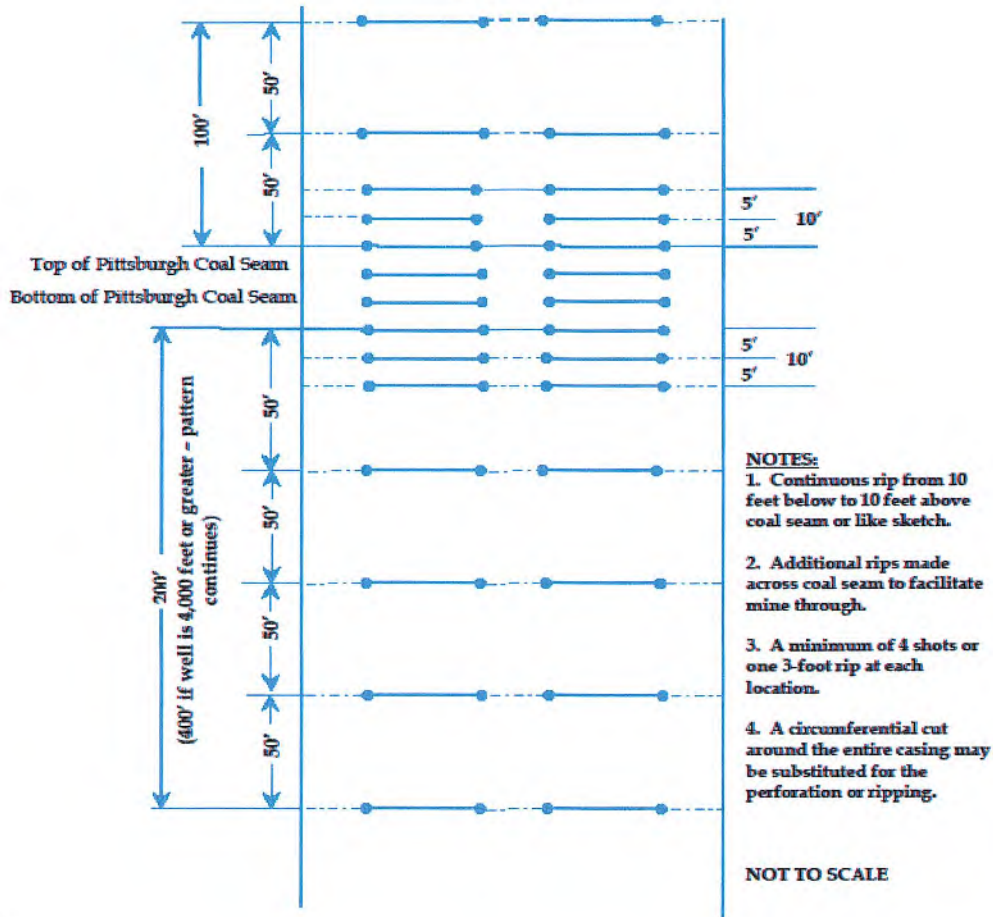 100'
50'
50'
5'
10'
5'
Top of Pittsburgh Coal Seam
Bottom of Pittsburgh Coal Seam
5'
10'
5'
200'
(400' if well is 4,000 feet or greater – pattern
continues)
50'
50'
50'
50'
NOTES:
1. Continuous rip from 10
feet below to 10 feet above
coal seam or like sketch.
2. Additional rips made
across coal seam to facilitate
mine through.
3. A minimum of 4 shots or
one 3-foot rip at each
location.
4. A circumferential cut
around the entire casing may
be substituted for the
perforation or ripping.
NOT TO SCALE